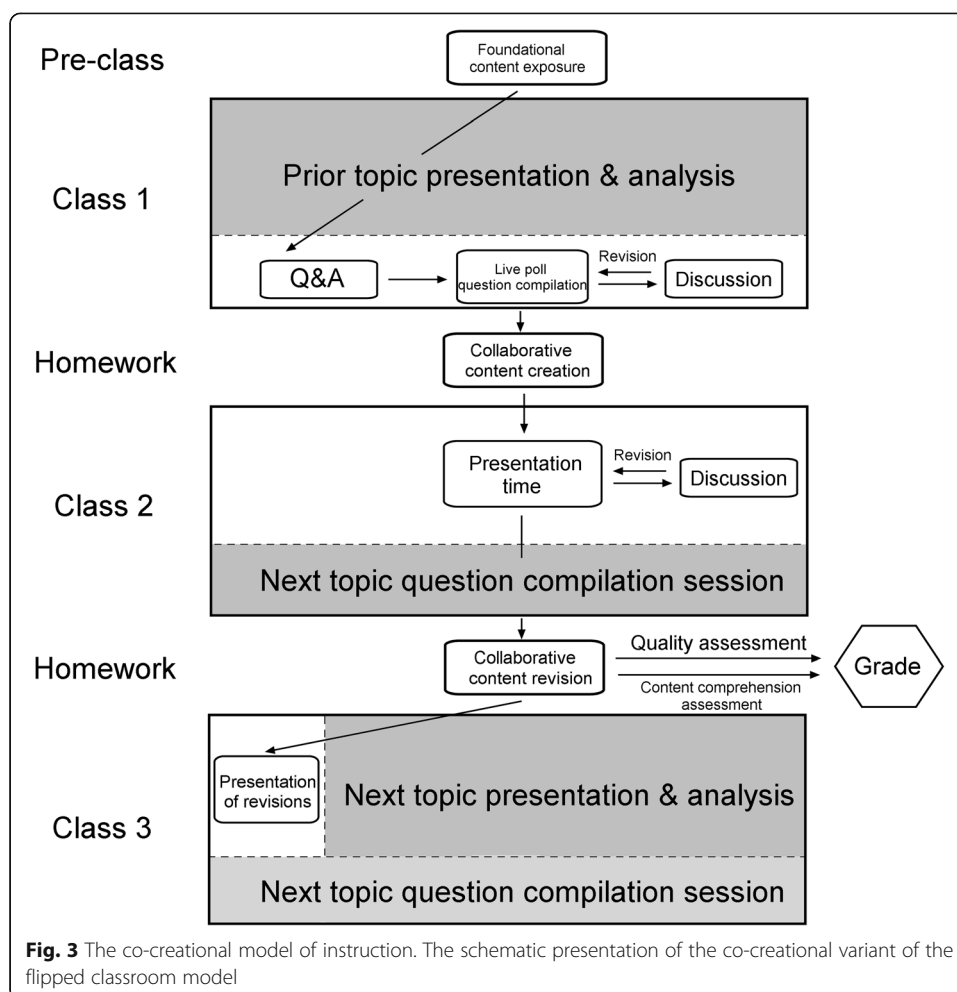 Pre-class
Foundational
content exposure
Class 1
Prior topic presentation & analysis
Q&A
Live poll
question compilation
Revision
Discussion
Homework
Collaborative
content creation
Class 2
Presentation
time
Revision
Discussion
Next topic question compilation session
Homework
Collaborative
content revision
Quality assessment
Content comprehension
assessment
Grade
Class 3
Presentation
of revisions
Next topic presentation & analysis
Next topic question compilation session
Fig. 3 The co-creational model of instruction. The schematic presentation of the co-creational variant of the
flipped classroom model